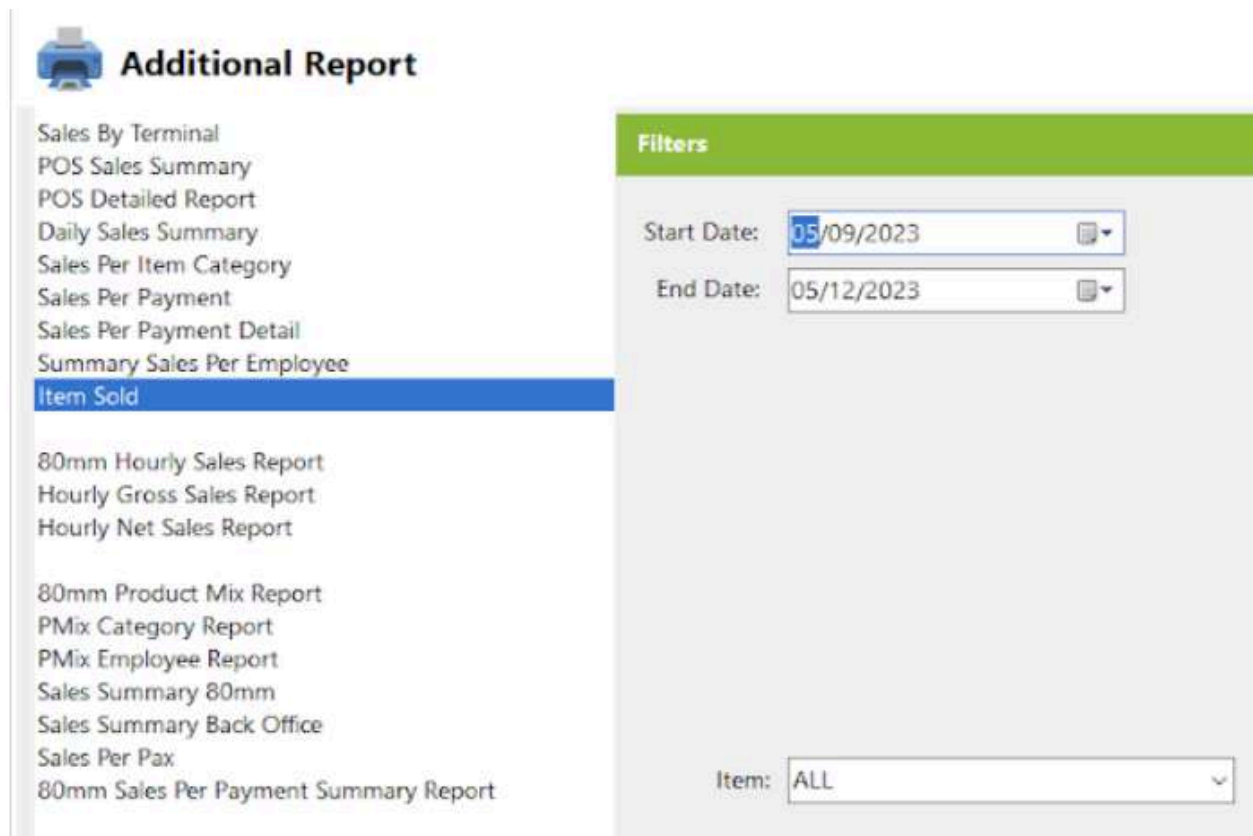 Additional Report
Sales By Terminal
POS Sales Summary
POS Detailed Report
Daily Sales Summary
Sales Per Item Category
Sales Per Payment
Sales Per Payment Detail
Summary Sales Per Employee
Item Sold
80mm Hourly Sales Report
Hourly Gross Sales Report
Hourly Net Sales Report
80mm Product Mix Report
PMix Category Report
PMix Employee Report
Sales Summary 80mm
Sales Summary Back Office
Sales Per Pax
80mm Sales Per Payment Summary Report
Filters
Start Date: 05/09/2023
End Date: 05/12/2023
Item: ALL